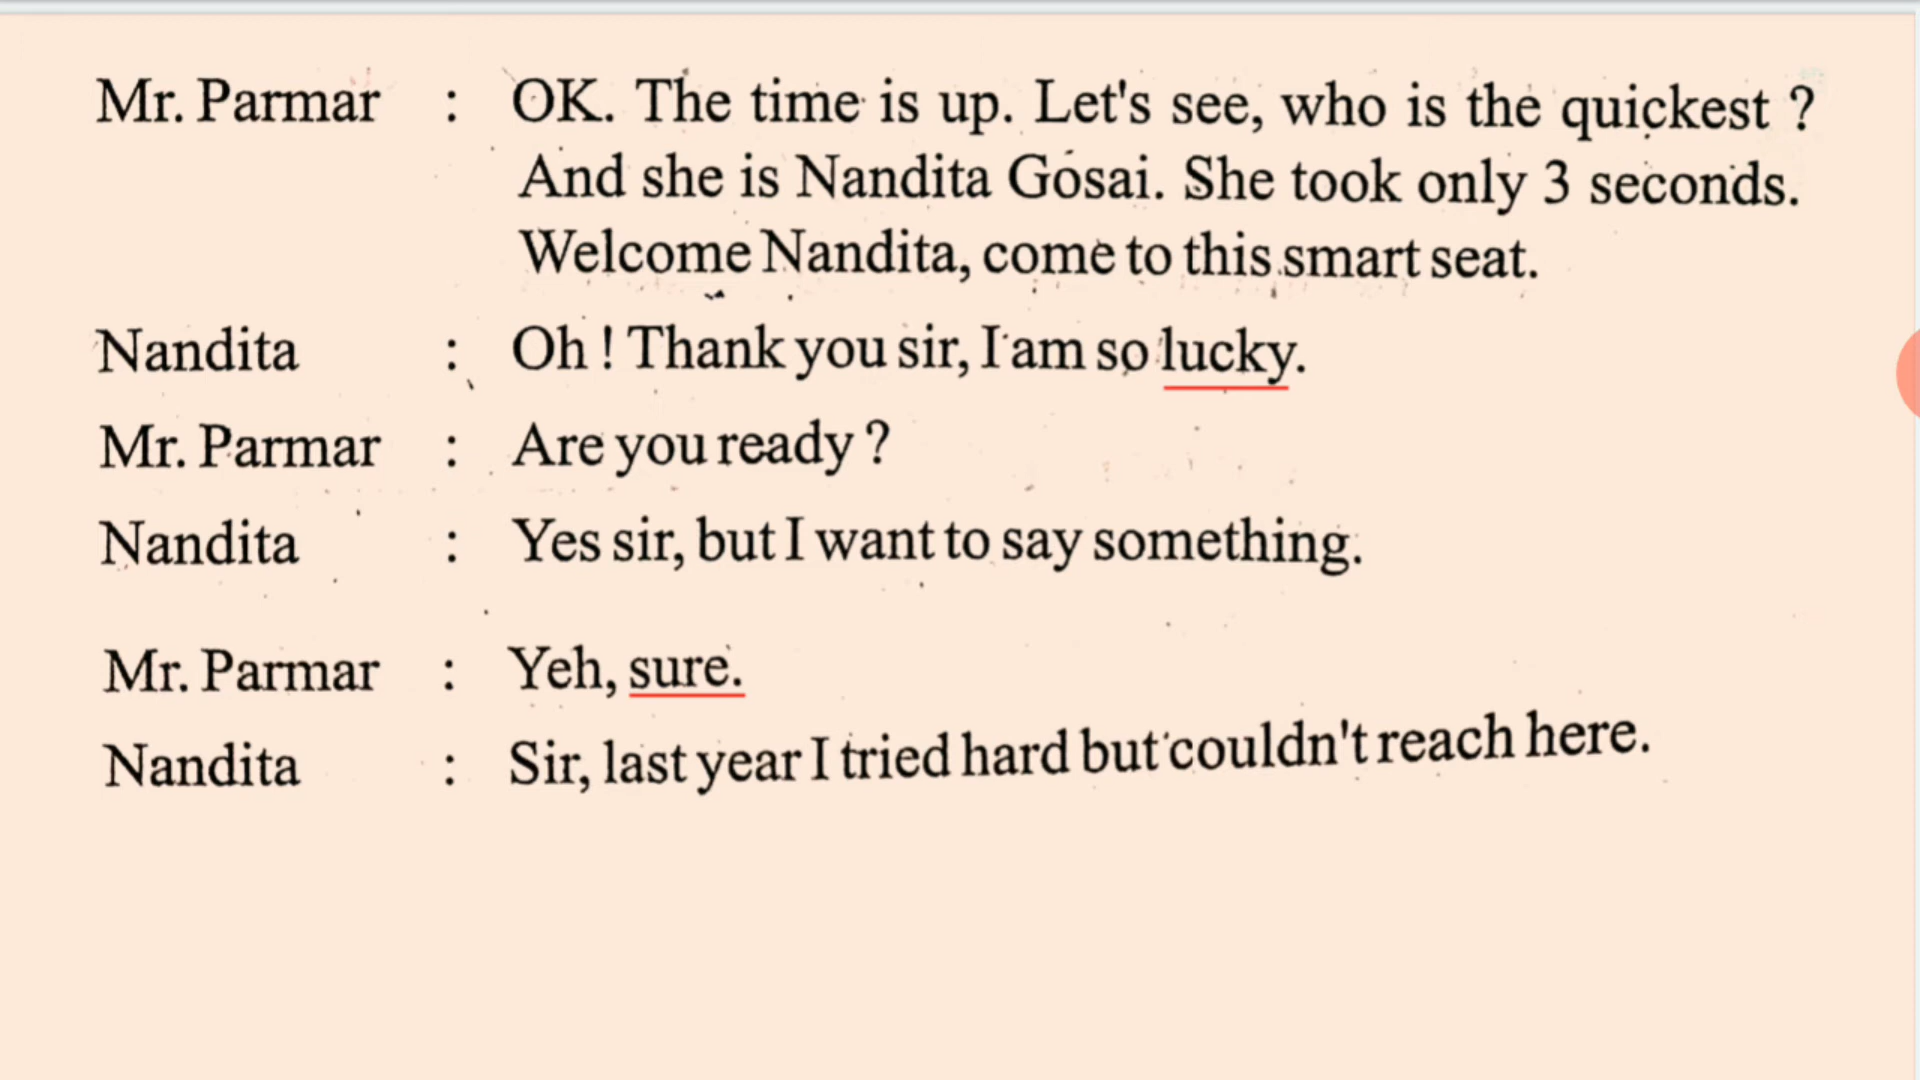 Mr. Parmar : OK. The time is up. Let's see, who is the quickest ?
And she is Nandita Gosai. She took only 3 seconds.
Welcome Nandita, come to this smart seat.
Nandita : Oh ! Thank you sir, I am so lucky.
Mr. Parmar : Are you ready ?
Nandita : Yes sir, but I want to say something.
Mr. Parmar : Yeh, sure.
Nandita : Sir, last year I tried hard but couldn't reach here.